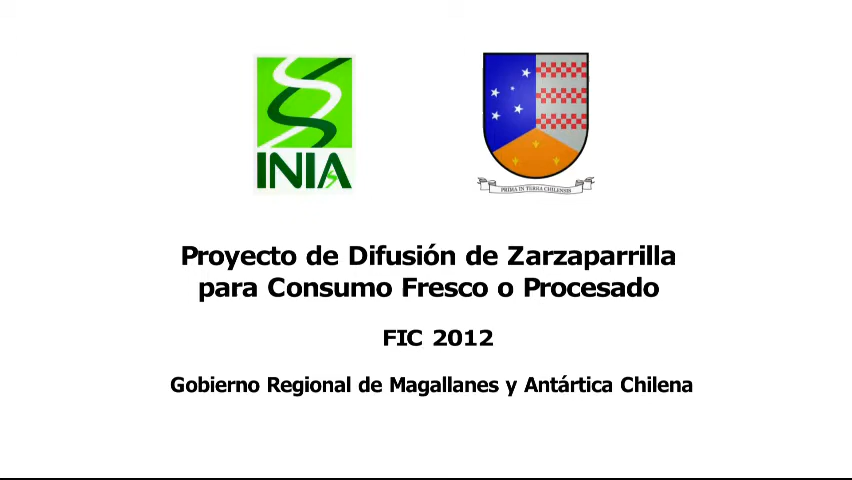 INIA
PRIMA IN TERRA CHILENSIS
Proyecto de Difusión de Zarzaparrilla
para Consumo Fresco o Procesado
FIC 2012
Gobierno Regional de Magallanes y Antártica Chilena